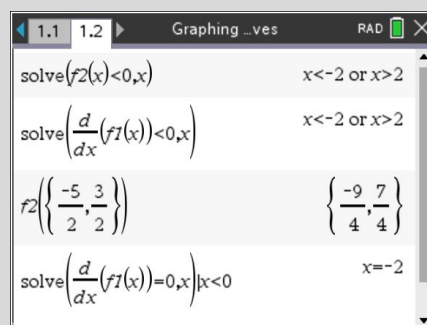 1.1 1.2 Graphing ...ves RAD
solve(f2(x)<0,x) x<-2 or x>2
solve(d/dx(f1(x))<0,x) x<-2 or x>2
f2({-5/2,3/2}) {-9/4,7/4}
solve(d/dx(f1(x))=0,x)|x<0 x=-2